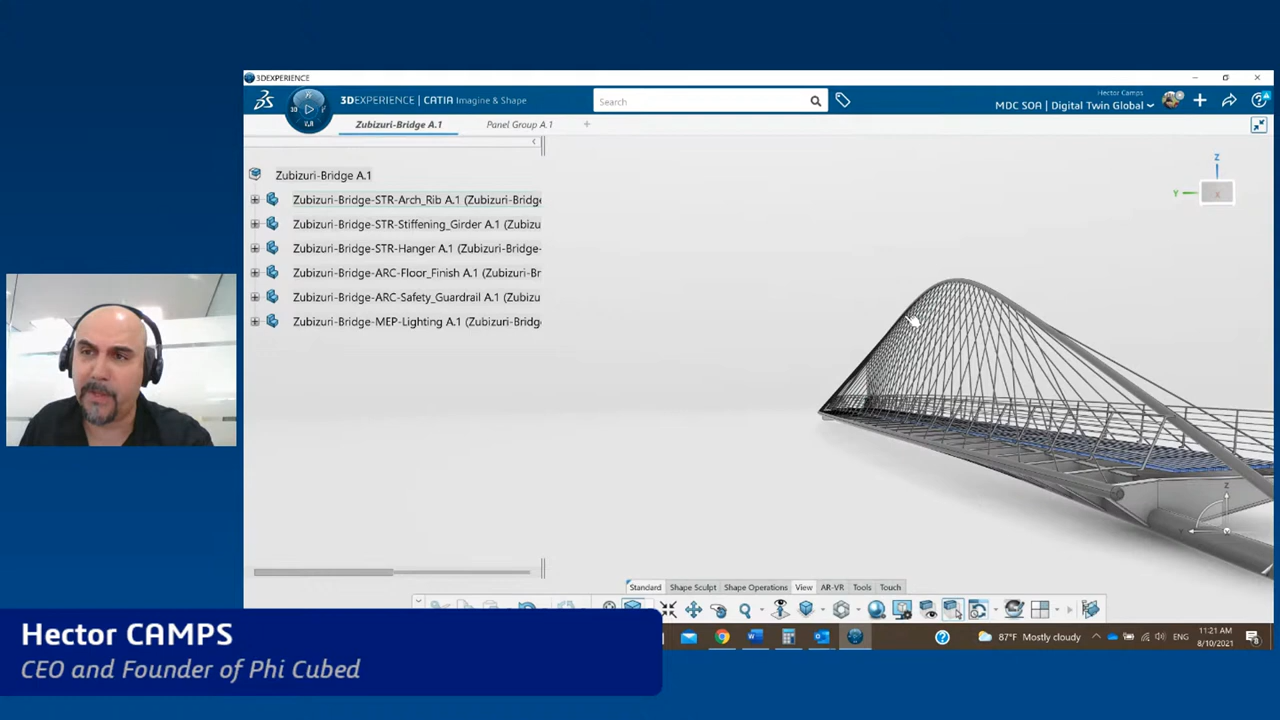 3DEXPERIENCE
3DEXPERIENCE | CATIA Imagine & Shape
Search
Hector Camps
MDC SOA | Digital Twin Global
Zubizuri-Bridge A.1
Panel Group A.1
Zubizuri-Bridge A.1
Zubizuri-Bridge-STR-Arch_Rib A.1 (Zubizuri-Bridge
Zubizuri-Bridge-STR-Stiffening_Girder A.1 (Zubizu
Zubizuri-Bridge-STR-Hanger A.1 (Zubizuri-Bridge-
Zubizuri-Bridge-ARC-Floor_Finish A.1 (Zubizuri-Br
Zubizuri-Bridge-ARC-Safety_Guardrail A.1 (Zubizu
Zubizuri-Bridge-MEP-Lighting A.1 (Zubizuri-Bridg
Z
Y
X
Z
Standard Shape Sculpt Shape Operations View AR-VR Tools Touch
87°F Mostly cloudy
ENG
11:21 AM
8/10/2021
Hector CAMPS
CEO and Founder of Phi Cubed